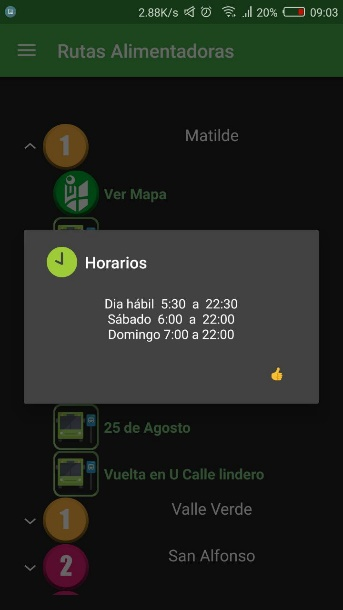 2.88K/s 20% 09:03
Rutas Alimentadoras
1 Matilde
Ver Mapa
Horarios
Dia hábil 5:30 a 22:30
Sábado 6:00 a 22:00
Domingo 7:00 a 22:00
25 de Agosto
Vuelta en U Calle lindero
1 Valle Verde
2 San Alfonso